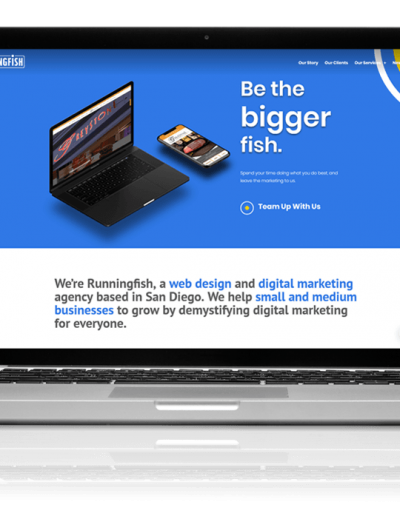 NGFISH
Our Story Our Clients Our Services
Be the
bigger
fish.
Spend your time doing what you do best, and
leave the marketing to us.
Team Up With Us
We're Runningfish, a web design and digital marketing
agency based in San Diego. We help small and medium
businesses to grow by demystifying digital marketing
for everyone.